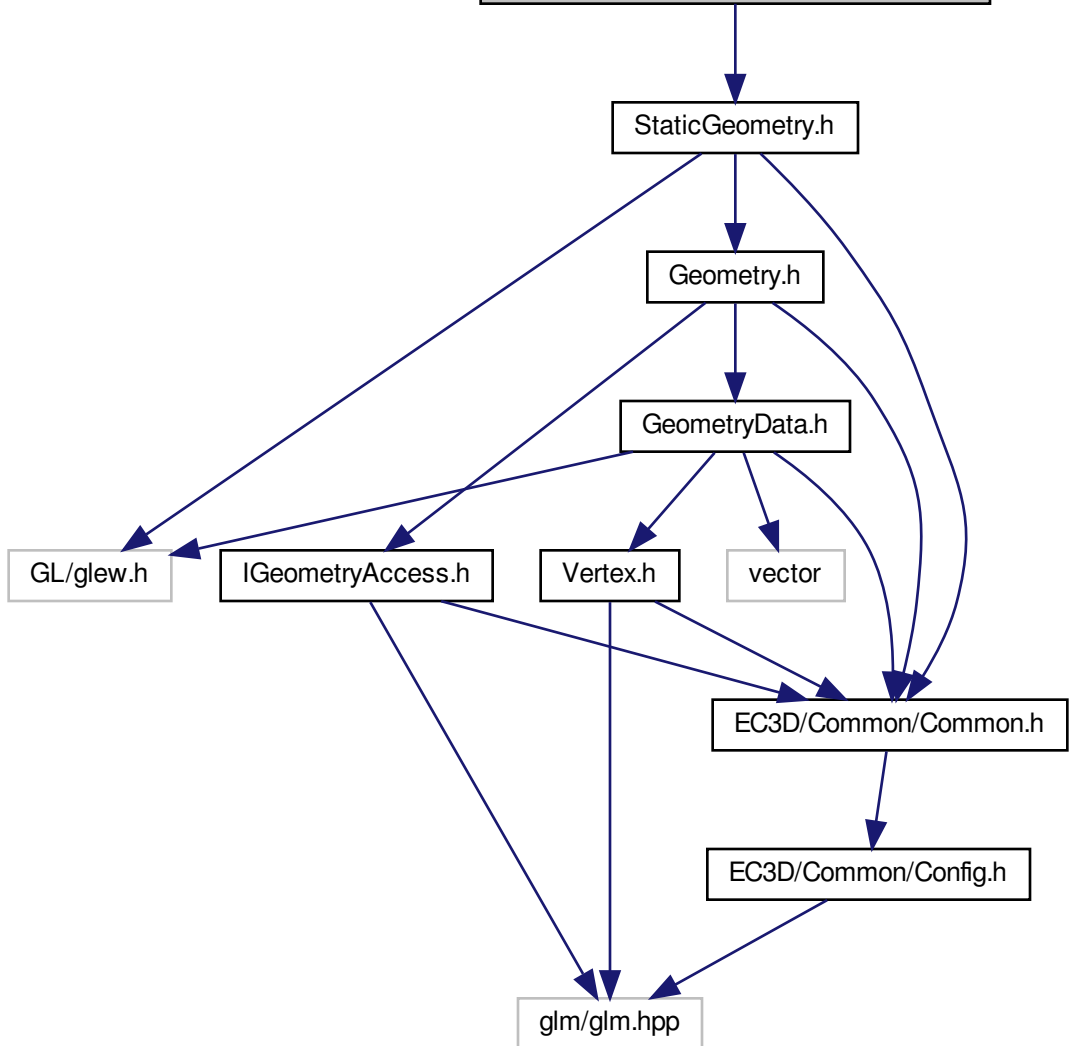 StaticGeometry.h
Geometry.h
GeometryData.h
GL/glew.h
IGeometryAccess.h
Vertex.h
vector
EC3D/Common/Common.h
EC3D/Common/Config.h
glm/glm.hpp